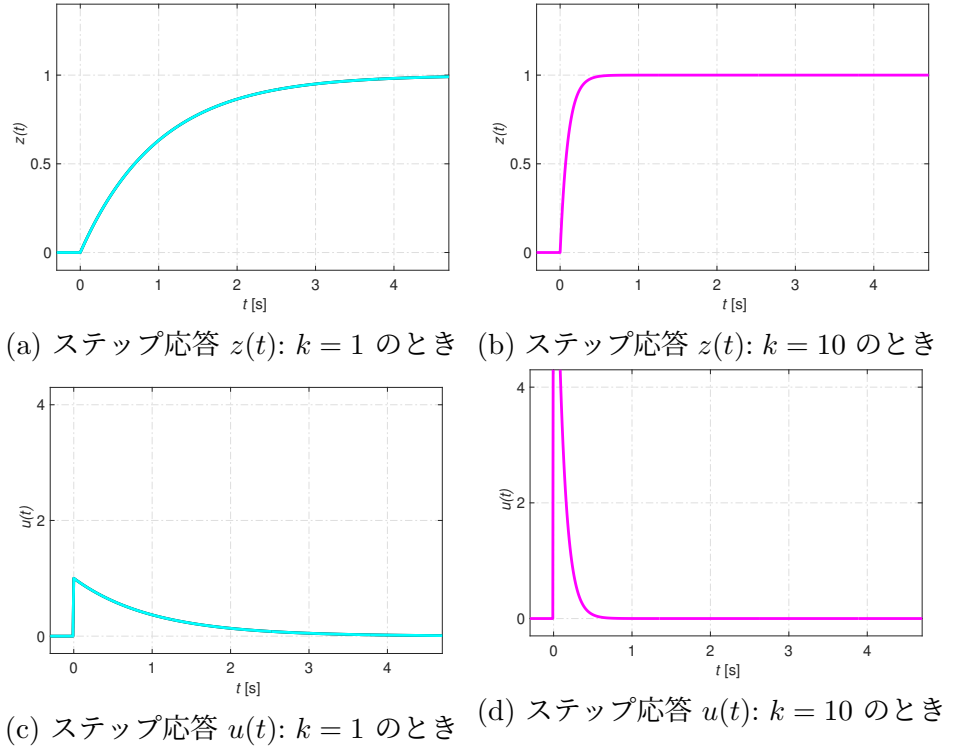 1
0.5
0
z(t)
0 1 2 3 4
t [s]
(a) ステップ応答 z(t): k = 1 のとき
1
0.5
0
z(t)
0 1 2 3 4
t [s]
(b) ステップ応答 z(t): k = 10 のとき
4
2
0
u(t)
0 1 2 3 4
t [s]
(c) ステップ応答 u(t): k = 1 のとき
4
2
0
u(t)
0 1 2 3 4
t [s]
(d) ステップ応答 u(t): k = 10 のとき